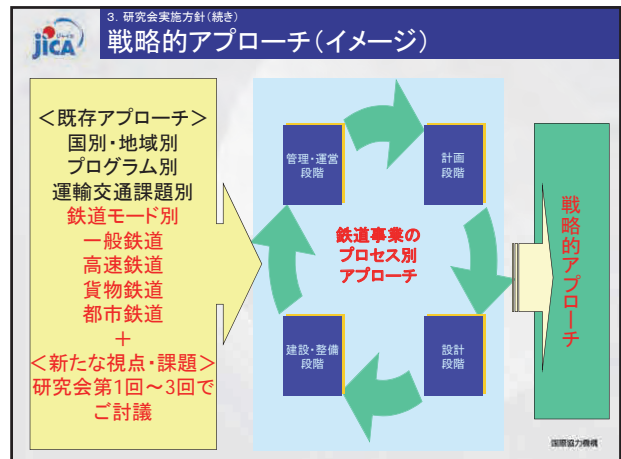 3. 研究会実施方針(続き)
jica
戦略的アプローチ(イメージ)
<既存アプローチ>
国別・地域別
プログラム別
運輸交通課題別
鉄道モード別
一般鉄道
高速鉄道
貨物鉄道
都市鉄道
+
<新たな視点・課題>
研究会第1回~3回で
ご討議
管理・運営
段階
計画
段階
鉄道事業の
プロセス別
アプローチ
建設・整備
段階
設計
段階
戦略的アプローチ
国際協力機構